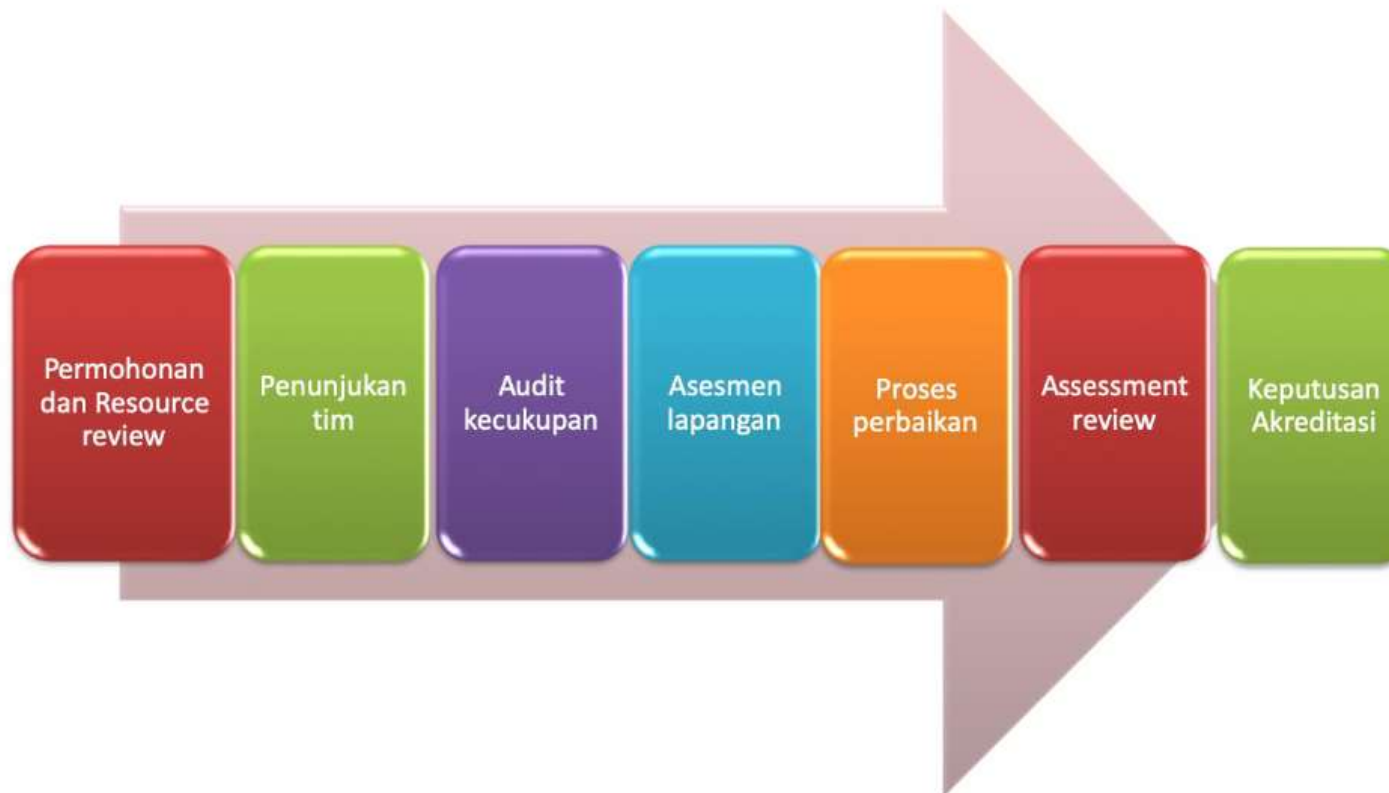 Permohonan
dan Resource
review
Penunjukan
tim
Audit
kecukupan
Asesmen
lapangan
Proses
perbaikan
Assessment
review
Keputusan
Akreditasi